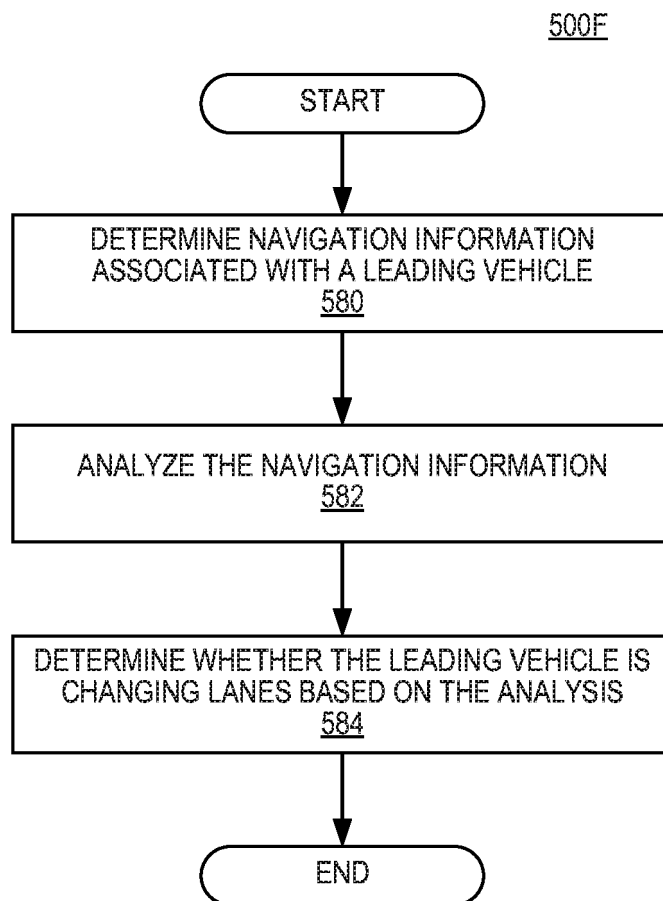 500F
START
DETERMINE NAVIGATION INFORMATION
ASSOCIATED WITH A LEADING VEHICLE
580
ANALYZE THE NAVIGATION INFORMATION
582
DETERMINE WHETHER THE LEADING VEHICLE IS
CHANGING LANES BASED ON THE ANALYSIS
584
END